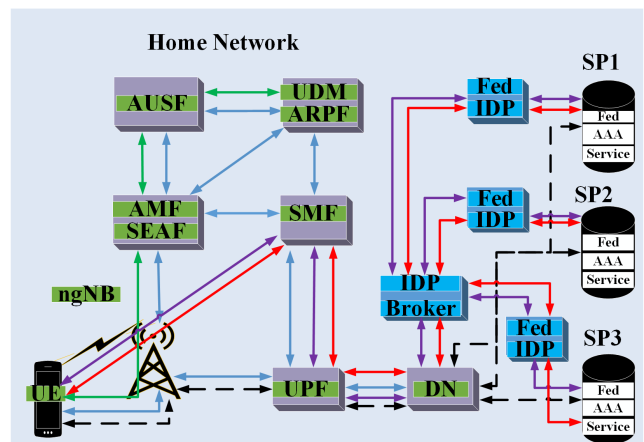 Home Network
SP1
AUSF
UDM
ARPF
Fed
IDP
Fed
AAA
Service
AMF
SEAF
SMF
Fed
IDP
SP2
Fed
AAA
Service
ngNB
IDP
Broker
Fed
IDP
SP3
UE
UPF
DN
Fed
AAA
Service